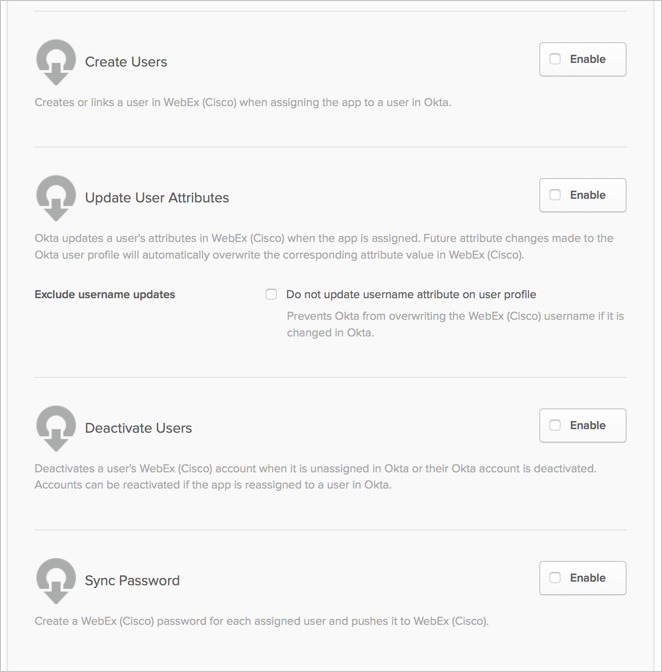 Create Users
Enable
Creates or links a user in WebEx (Cisco) when assigning the app to a user in Okta.
Update User Attributes
Enable
Okta updates a user's attributes in WebEx (Cisco) when the app is assigned. Future attribute changes made to the
Okta user profile will automatically overwrite the corresponding attribute value in WebEx (Cisco).
Exclude username updates
Do not update username attribute on user profile
Prevents Okta from overwriting the WebEx (Cisco) username if it is
changed in Okta.
Deactivate Users
Enable
Deactivates a user's WebEx (Cisco) account when it is unassigned in Okta or their Okta account is deactivated.
Accounts can be reactivated if the app is reassigned to a user in Okta.
Sync Password
Enable
Create a WebEx (Cisco) password for each assigned user and pushes it to WebEx (Cisco).